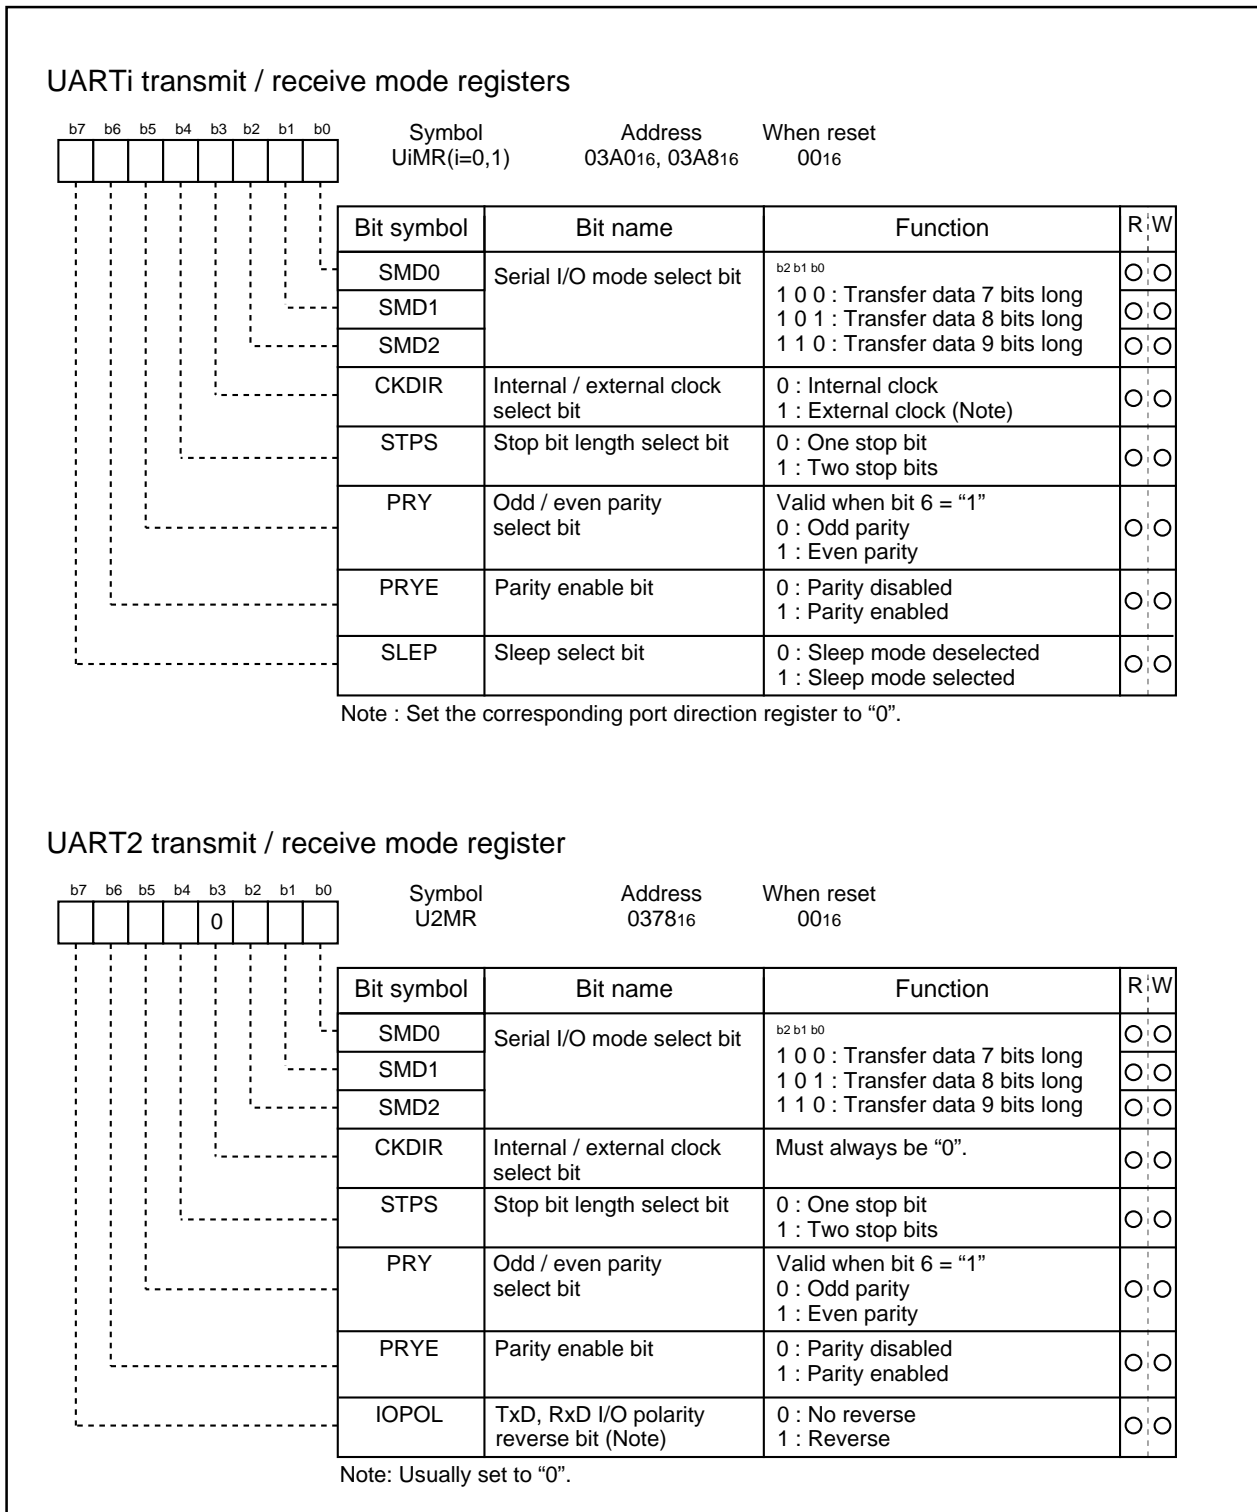 UARTi transmit / receive mode registers
b7 b6 b5 b4 b3 b2 b1 b0
Symbol Address When reset
UiMR(i=0,1) 03A016, 03A816 0016
Bit symbol Bit name Function R W
SMD0 Serial I/O mode select bit b2 b1 b0
1 0 0 : Transfer data 7 bits long
SMD1 1 0 1 : Transfer data 8 bits long
SMD2 1 1 0 : Transfer data 9 bits long
CKDIR Internal / external clock 0 : Internal clock
select bit 1 : External clock (Note)
STPS Stop bit length select bit 0 : One stop bit
1 : Two stop bits
PRY Odd / even parity Valid when bit 6 = “1”
select bit 0 : Odd parity
1 : Even parity
PRYE Parity enable bit 0 : Parity disabled
1 : Parity enabled
SLEP Sleep select bit 0 : Sleep mode deselected
1 : Sleep mode selected
Note : Set the corresponding port direction register to “0”.
UART2 transmit / receive mode register
b7 b6 b5 b4 b3 b2 b1 b0
0
Symbol Address When reset
U2MR 037816 0016
Bit symbol Bit name Function R W
SMD0 Serial I/O mode select bit b2 b1 b0
1 0 0 : Transfer data 7 bits long
SMD1 1 0 1 : Transfer data 8 bits long
SMD2 1 1 0 : Transfer data 9 bits long
CKDIR Internal / external clock Must always be “0”.
select bit
STPS Stop bit length select bit 0 : One stop bit
1 : Two stop bits
PRY Odd / even parity Valid when bit 6 = “1”
select bit 0 : Odd parity
1 : Even parity
PRYE Parity enable bit 0 : Parity disabled
1 : Parity enabled
IOPOL TxD, RxD I/O polarity 0 : No reverse
reverse bit (Note) 1 : Reverse
Note: Usually set to “0”.